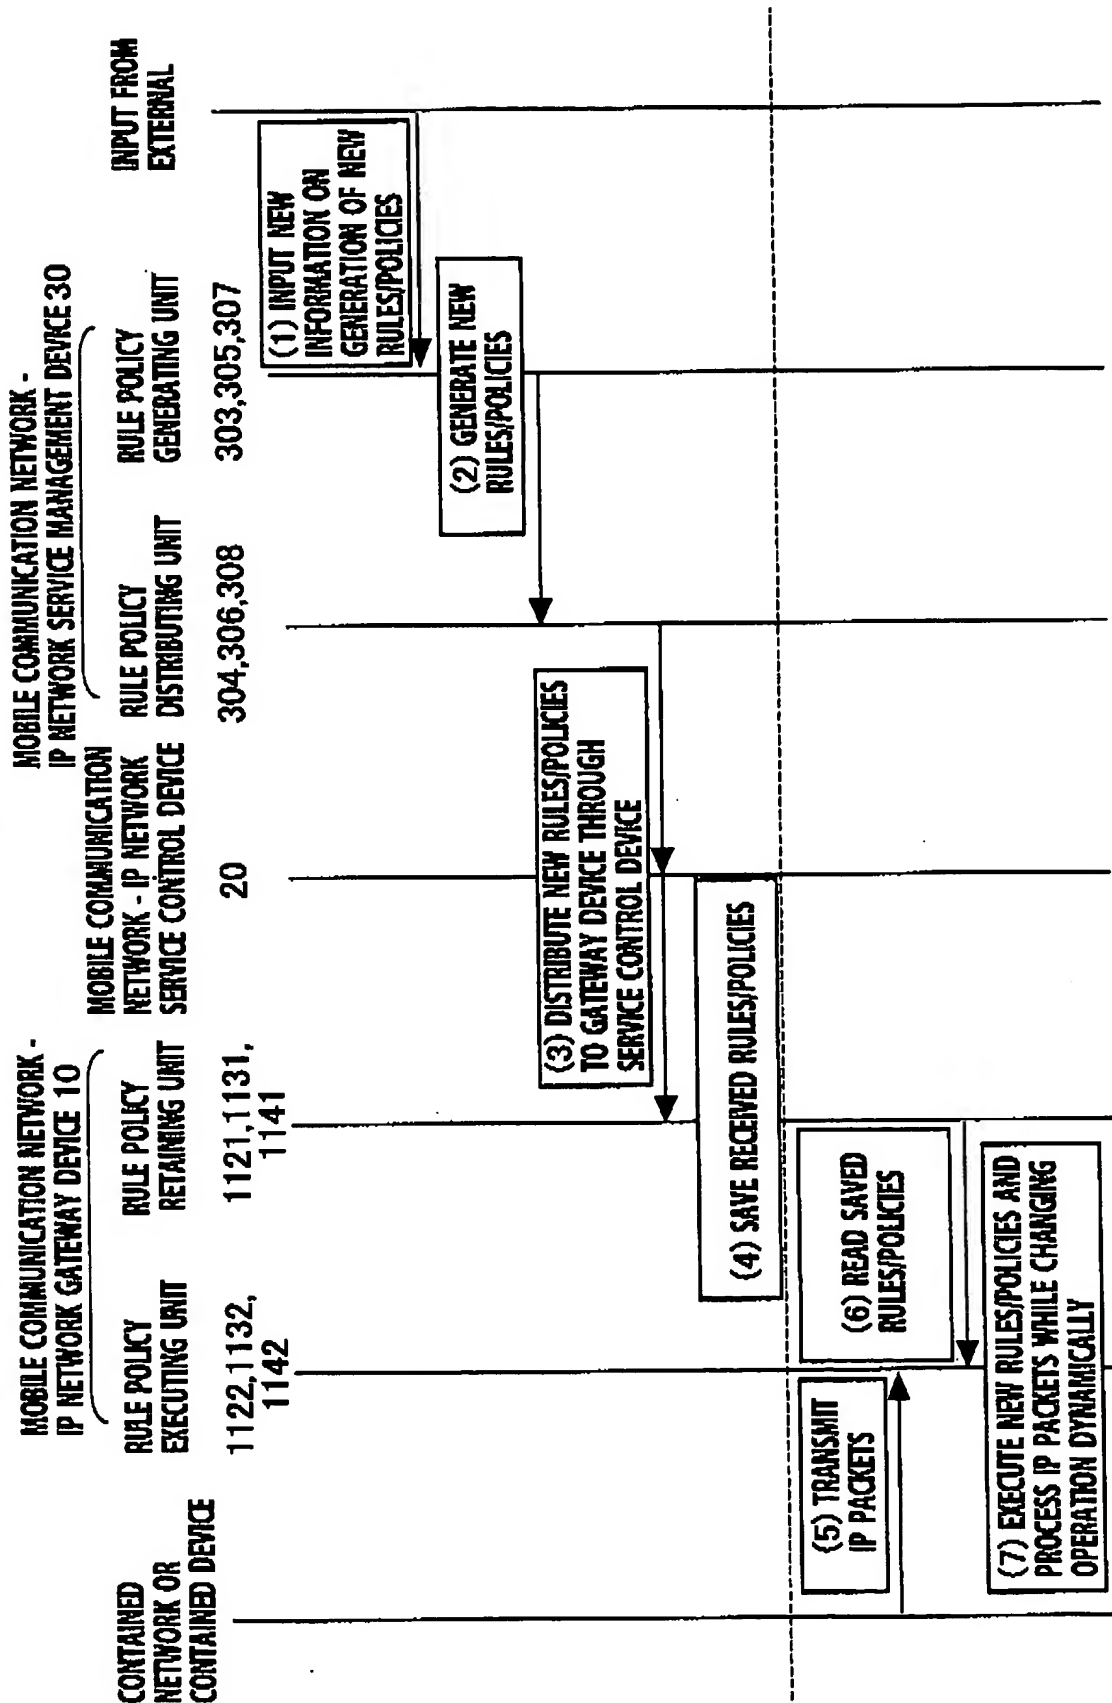 CONTAINED
NETWORK OR
CONTAINED DEVICE
MOBILE COMMUNICATION NETWORK -
IP NETWORK GATEWAY DEVICE 10
RULE POLICY
EXECUTING UNIT
1122,1132,
1142
RULE POLICY
RETAINING UNIT
1121,1131,
1141
MOBILE COMMUNICATION
NETWORK - IP NETWORK
SERVICE CONTROL DEVICE
20
MOBILE COMMUNICATION NETWORK -
IP NETWORK SERVICE MANAGEMENT DEVICE 30
RULE POLICY
DISTRIBUTING UNIT
304,306,308
RULE POLICY
GENERATING UNIT
303,305,307
INPUT FROM
EXTERNAL
(1) INPUT NEW
INFORMATION ON
GENERATION OF NEW
RULES/POLICIES
(2) GENERATE NEW
RULES/POLICIES
(3) DISTRIBUTE NEW RULES/POLICIES
TO GATEWAY DEVICE THROUGH
SERVICE CONTROL DEVICE
(4) SAVE RECEIVED RULES/POLICIES
(5) TRANSMIT
IP PACKETS
(6) READ SAVED
RULES/POLICIES
(7) EXECUTE NEW RULES/POLICIES AND
PROCESS IP PACKETS WHILE CHANGING
OPERATION DYNAMICALLY